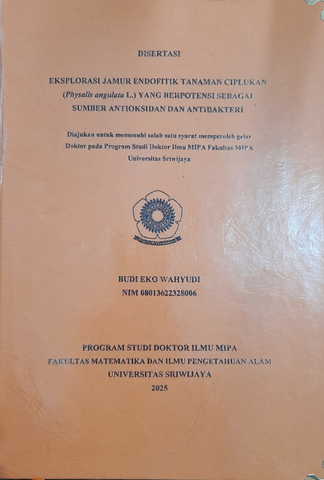 DISERTASI
EKSPLORASI JAMUR ENDOFITIK TANAMAN CIPLUKAN
(Physalis angulata L.) YANG BERPOTENSI SEBAGAI
SUMBER ANTIOKSIDAN DAN ANTIBAKTERI
Diajukan untuk memenuhi salah satu syarat memperoleh gelar
Doktor pada Program Studi Doktor Ilmu MIPA Fakultas MIPA
Universitas Sriwijaya
BUDI EKO WAHYUDI
NIM 08013622328006
PROGRAM STUDI DOKTOR ILMU MIPA
FAKULTAS MATEMATIKA DAN ILMU PENGETAHUAN ALAM
UNIVERSITAS SRIWIJAYA
2025